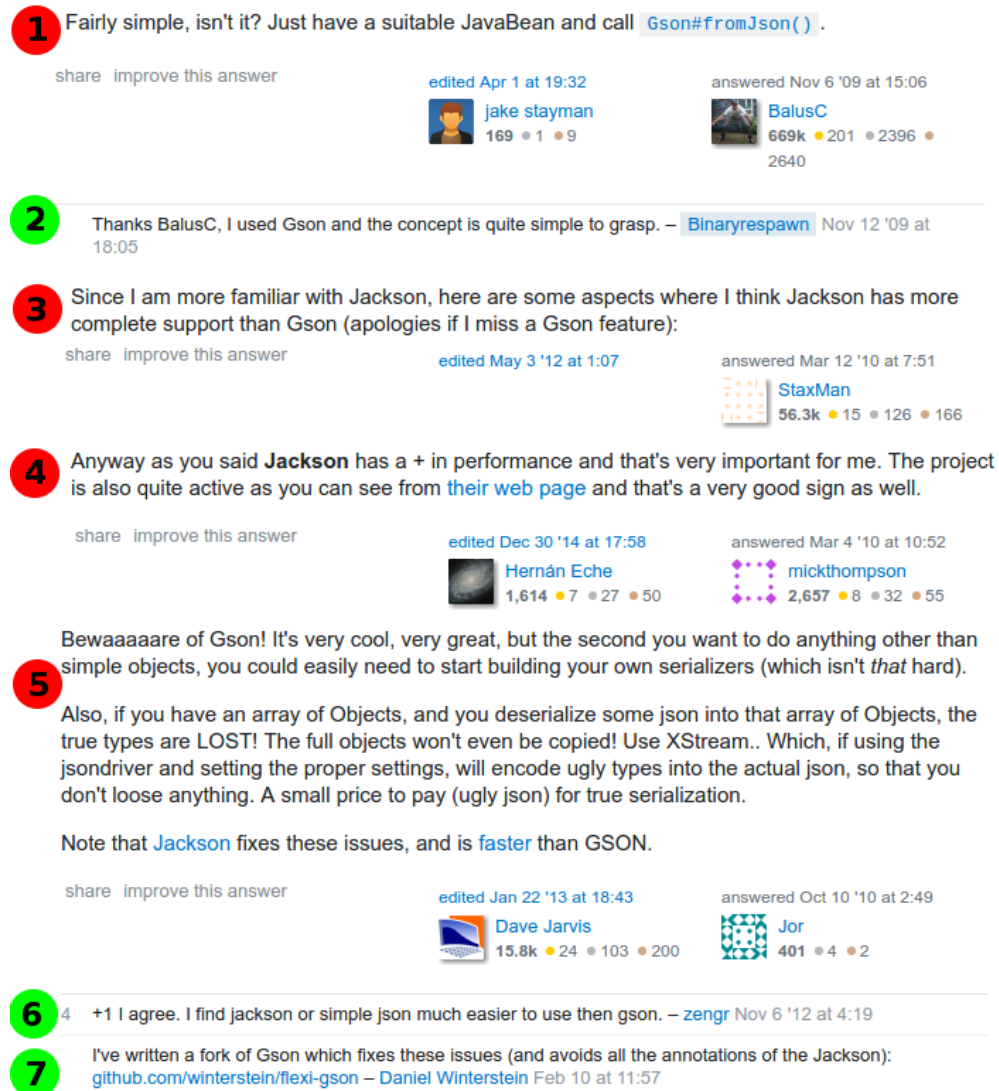 1 Fairly simple, isn't it? Just have a suitable JavaBean and call Gson#fromJson() .
share improve this answer
edited Apr 1 at 19:32
jake stayman
169 ● 1 ● 9
answered Nov 6 '09 at 15:06
BalusC
669k ● 201 ● 2396 ●
2640
2 Thanks BalusC, I used Gson and the concept is quite simple to grasp. – Binaryrespawn Nov 12 '09 at
18:05
3 Since I am more familiar with Jackson, here are some aspects where I think Jackson has more
complete support than Gson (apologies if I miss a Gson feature):
share improve this answer
edited May 3 '12 at 1:07
answered Mar 12 '10 at 7:51
StaxMan
56.3k ● 15 ● 126 ● 166
4 Anyway as you said Jackson has a + in performance and that's very important for me. The project
is also quite active as you can see from their web page and that's a very good sign as well.
share improve this answer
edited Dec 30 '14 at 17:58
Hernán Eche
1,614 ● 7 ● 27 ● 50
answered Mar 4 '10 at 10:52
mickthompson
2,657 ● 8 ● 32 ● 55
Bewaaaaare of Gson! It's very cool, very great, but the second you want to do anything other than
5 simple objects, you could easily need to start building your own serializers (which isn't that hard).
Also, if you have an array of Objects, and you deserialize some json into that array of Objects, the
true types are LOST! The full objects won't even be copied! Use XStream.. Which, if using the
jsondriver and setting the proper settings, will encode ugly types into the actual json, so that you
don't loose anything. A small price to pay (ugly json) for true serialization.
Note that Jackson fixes these issues, and is faster than GSON.
share improve this answer
edited Jan 22 '13 at 18:43
Dave Jarvis
15.8k ● 24 ● 103 ● 200
answered Oct 10 '10 at 2:49
Jor
401 ● 4 ● 2
6 4 +1 I agree. I find jackson or simple json much easier to use then gson. – zengr Nov 6 '12 at 4:19
7 I've written a fork of Gson which fixes these issues (and avoids all the annotations of the Jackson):
github.com/winterstein/flexi-gson – Daniel Winterstein Feb 10 at 11:57